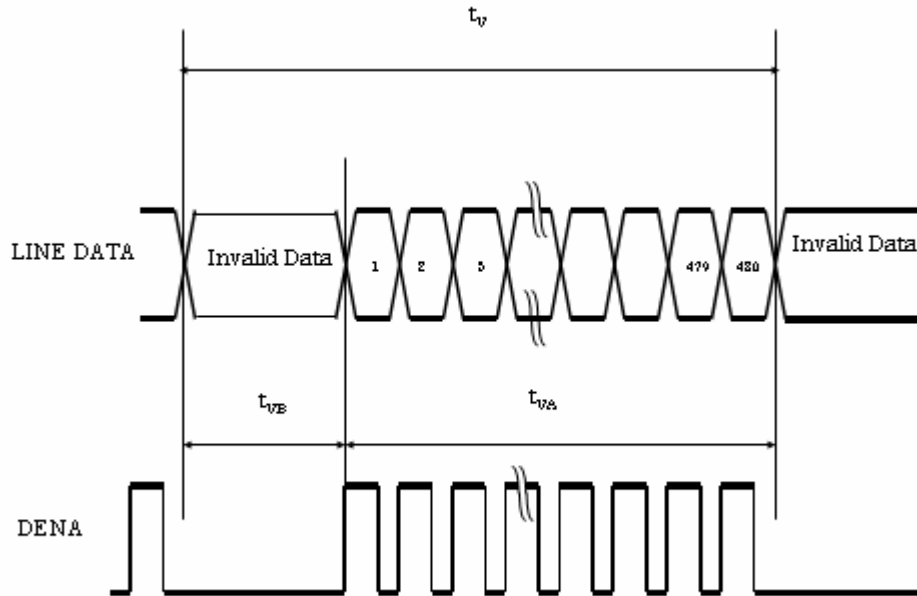 tV
LINE DATA
Invalid Data
1 2 3 479 480
Invalid Data
tVB
tVA
DENA